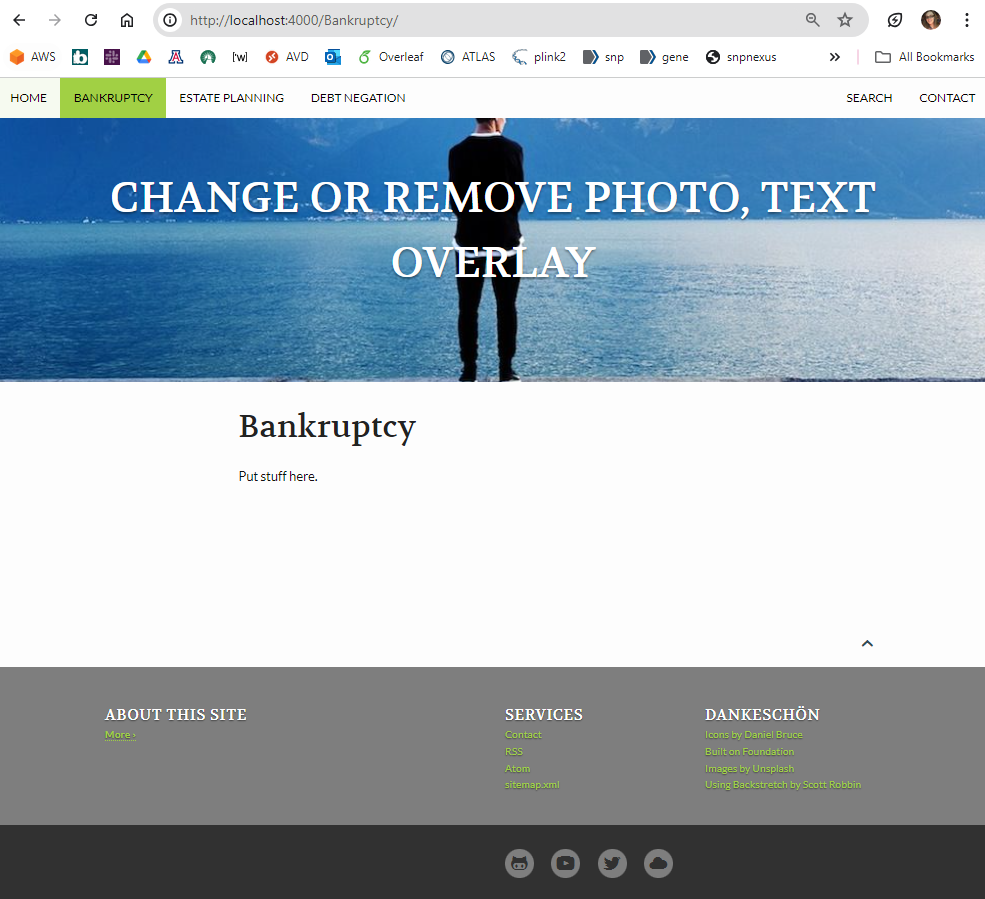 http://localhost:4000/Bankruptcy/
AWS [w] AVD Overleaf ATLAS plink2 snp gene snpnexus » All Bookmarks
HOME BANKRUPTCY ESTATE PLANNING DEBT NEGATION SEARCH CONTACT
CHANGE OR REMOVE PHOTO, TEXT
OVERLAY
Bankruptcy
Put stuff here.
ABOUT THIS SITE
More ›
SERVICES
Contact
RSS
Atom
sitemap.xml
DANKESCHÖN
Icons by Daniel Bruce
Built on Foundation
Images by Unsplash
Using Backstretch by Scott Robbin